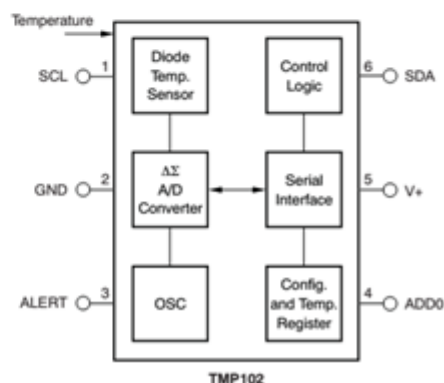 Temperature
SCL 1
Diode
Temp.
Sensor
Control
Logic
6 SDA
GND 2
ΔΣ
A/D
Converter
Serial
Interface
5 V+
ALERT 3
OSC
Config.
and Temp.
Register
4 ADD0
TMP102